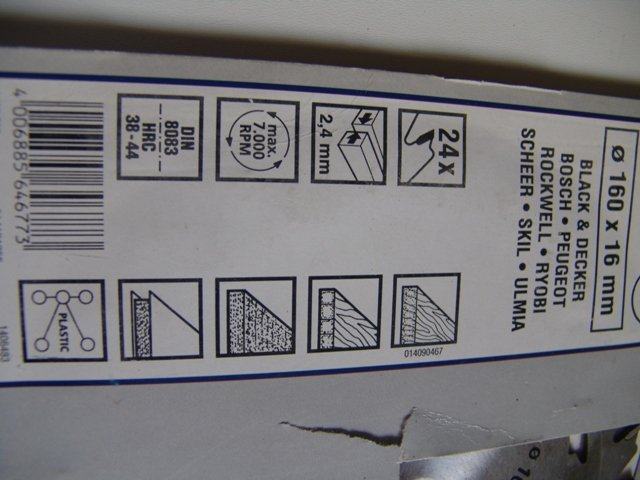 Ø 160 x 16 mm
BLACK & DECKER
BOSCH • PEUGEOT
ROCKWELL • RYOBI
SCHEER • SKIL • ULMIA
24 x
2,4 mm
max.
7.000
RPM
DIN
8083
HRC
38-44
4 006885 646773
014090467
PLASTIC
1408483